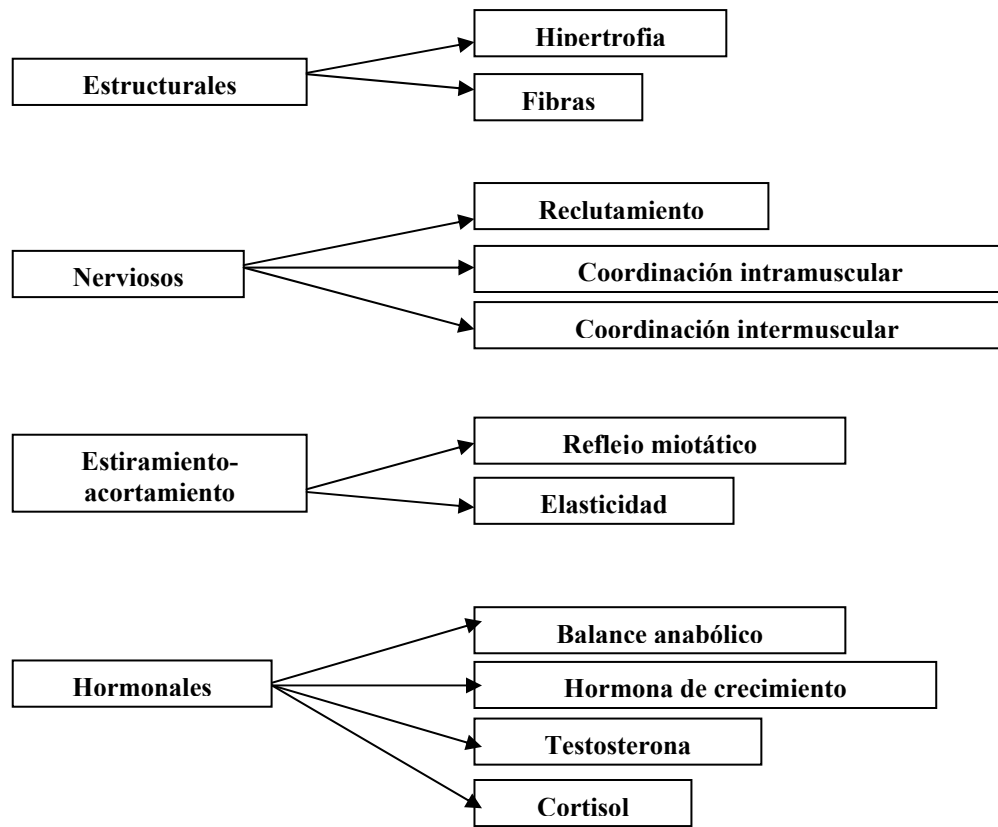 Hipertrofia
Estructurales
Fibras
Reclutamiento
Nerviosos
Coordinación intramuscular
Coordinación intermuscular
Estiramiento-
acortamiento
Reflejo miotático
Elasticidad
Balance anabólico
Hormonales
Hormona de crecimiento
Testosterona
Cortisol